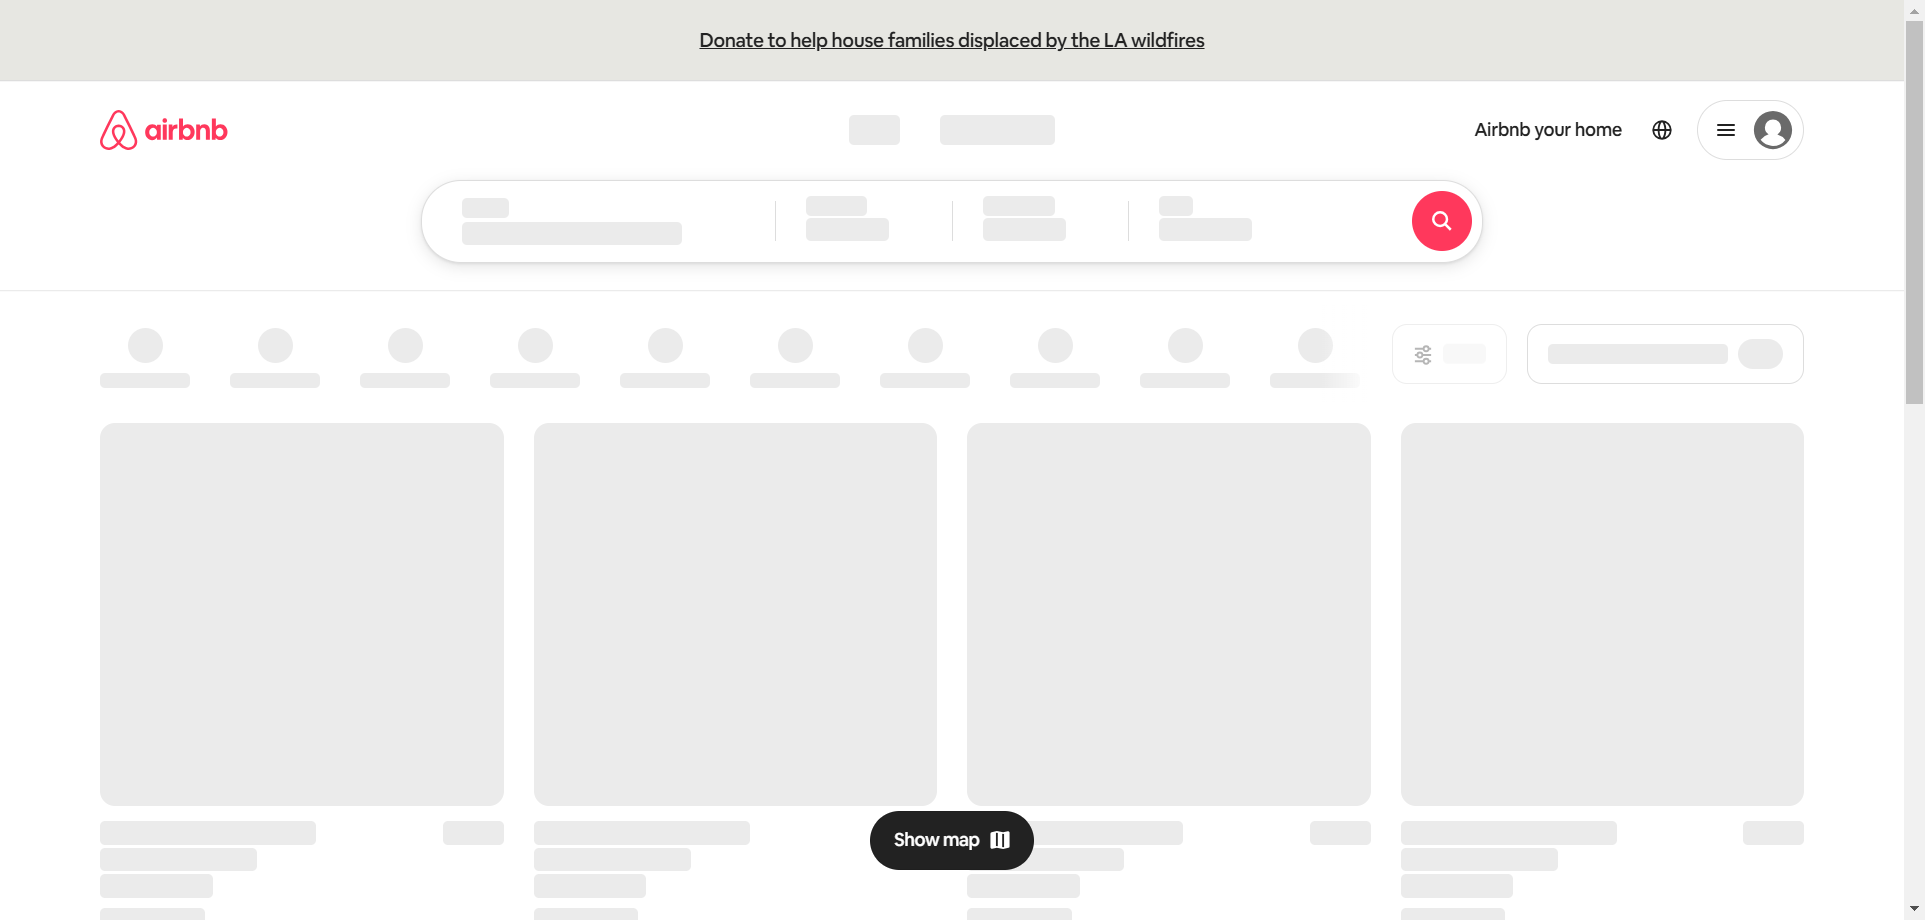 Donate to help house families displaced by the LA wildfires
airbnb
Airbnb your home
Show map